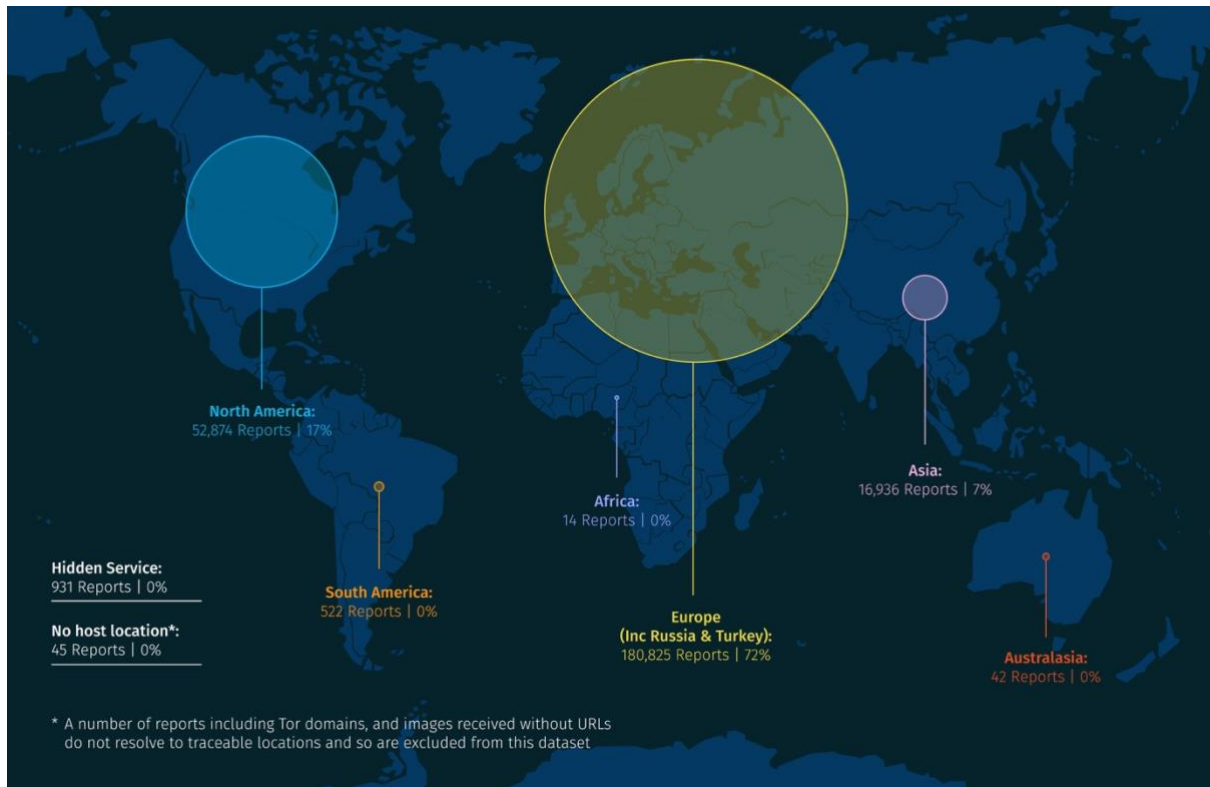 North America:
52,874 Reports | 17%
Asia:
16,936 Reports | 7%
Africa:
14 Reports | 0%
Hidden Service:
931 Reports | 0%
South America:
522 Reports | 0%
Europe
(Inc Russia & Turkey):
180,825 Reports | 72%
No host location*:
45 Reports | 0%
Australasia:
42 Reports | 0%
* A number of reports including Tor domains, and images received without URLs
do not resolve to traceable locations and so are excluded from this dataset